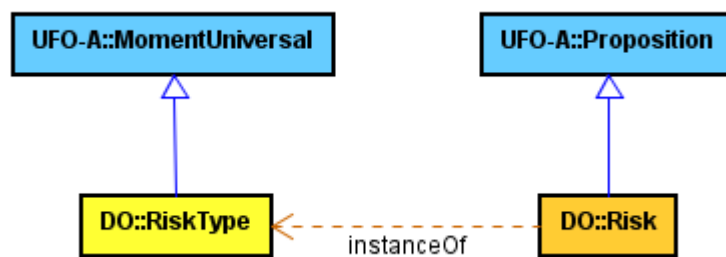 UFO-A::MomentUniversal
UFO-A::Proposition
DO::RiskType
DO::Risk
instanceOf